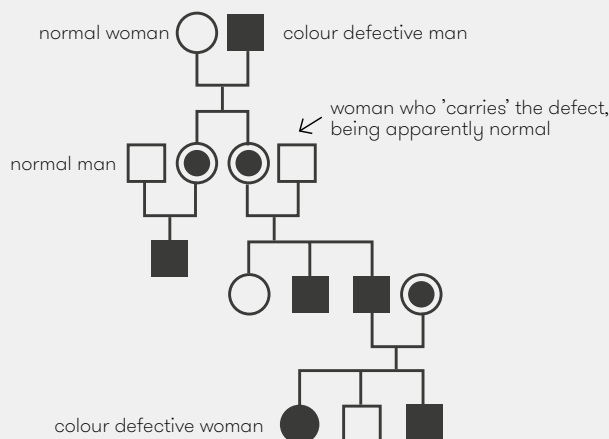 normal woman
colour defective man
woman who 'carries' the defect,
being apparently normal
normal man
colour defective woman